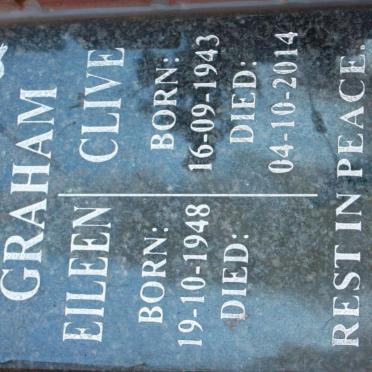 GRAHAM
EILEEN
BORN:
19-10-1948
DIED:
CLIVE
BORN:
16-09-1943
DIED:
04-10-2014
REST IN PEACE.